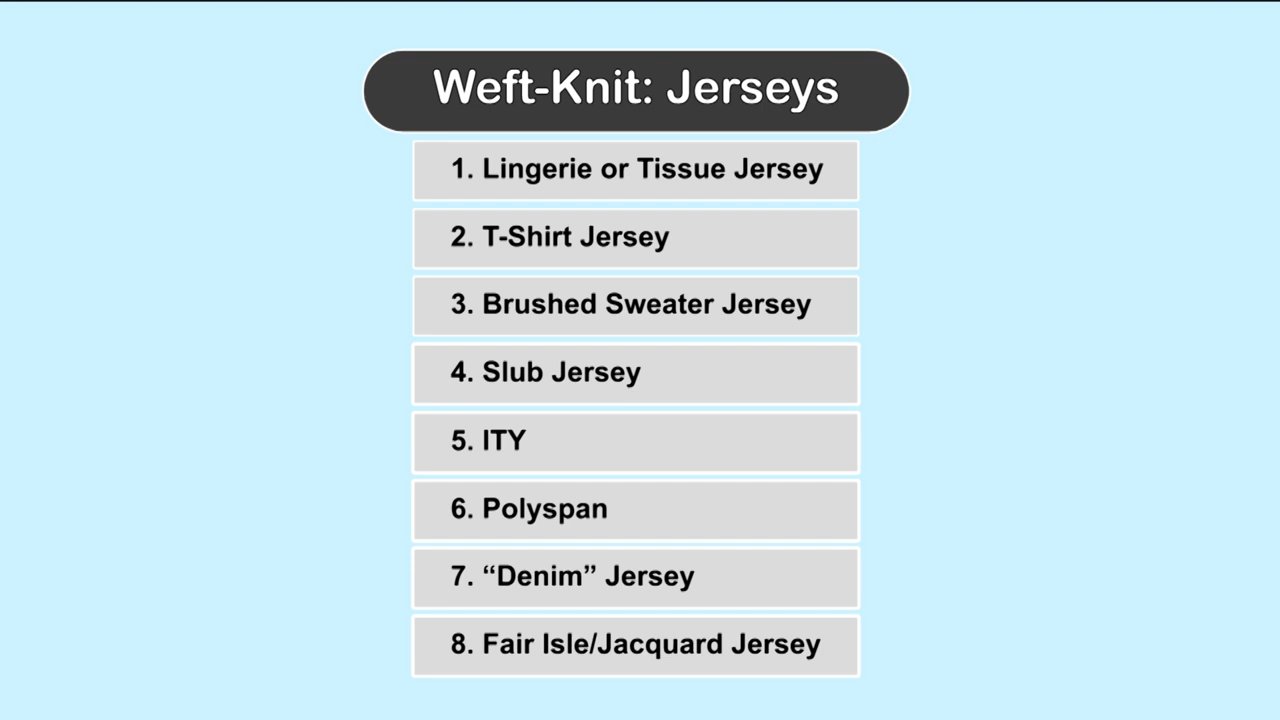 Weft-Knit: Jerseys
1. Lingerie or Tissue Jersey
2. T-Shirt Jersey
3. Brushed Sweater Jersey
4. Slub Jersey
5. ITY
6. Polyspan
7. “Denim” Jersey
8. Fair Isle/Jacquard Jersey